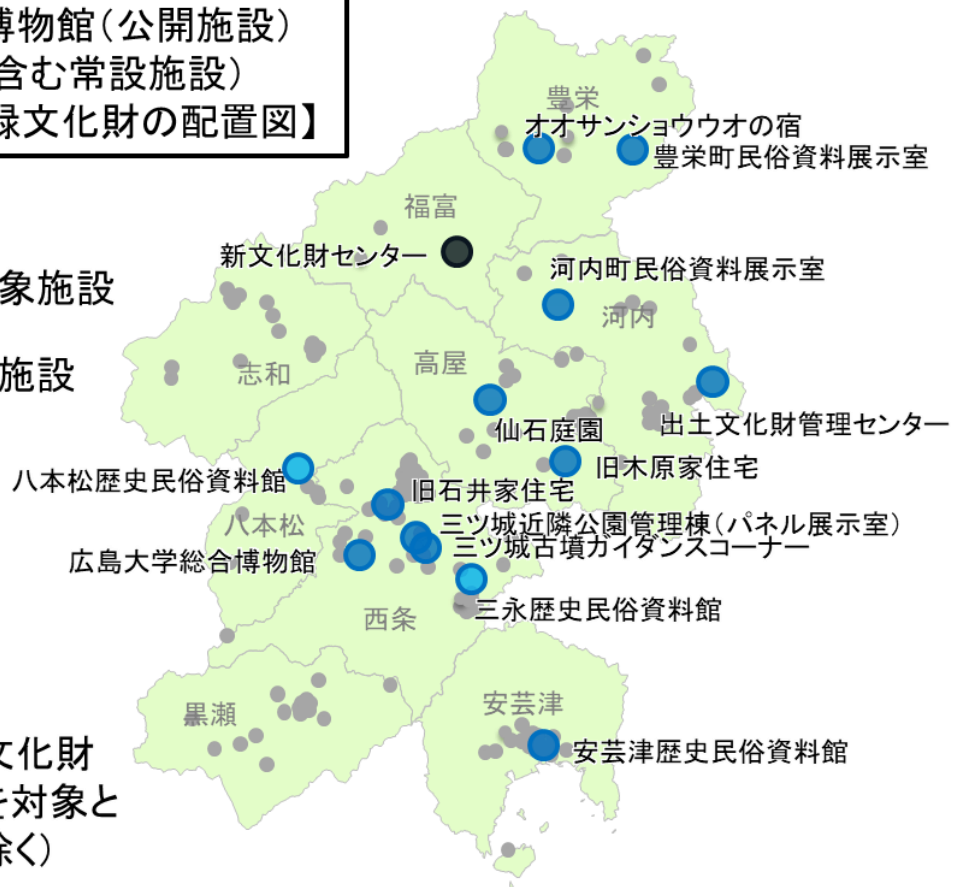 博物館（公開施設）
含む常設施設）
録文化財の配置図】
豊栄
オオサンショウウオの宿
豊栄町民俗資料展示室
福富
新文化財センター
河内町民俗資料展示室
象施設
河内
施設
高屋
志和
出土文化財管理センター
仙石庭園
旧木原家住宅
八本松歴史民俗資料館
旧石井家住宅
八本松
三ツ城近隣公園管理棟（パネル展示室）
三ツ城古墳ガイダンスコーナー
広島大学総合博物館
三永歴史民俗資料館
西条
黒瀬
安芸津
文化財
安芸津歴史民俗資料館
を対象と
除く）